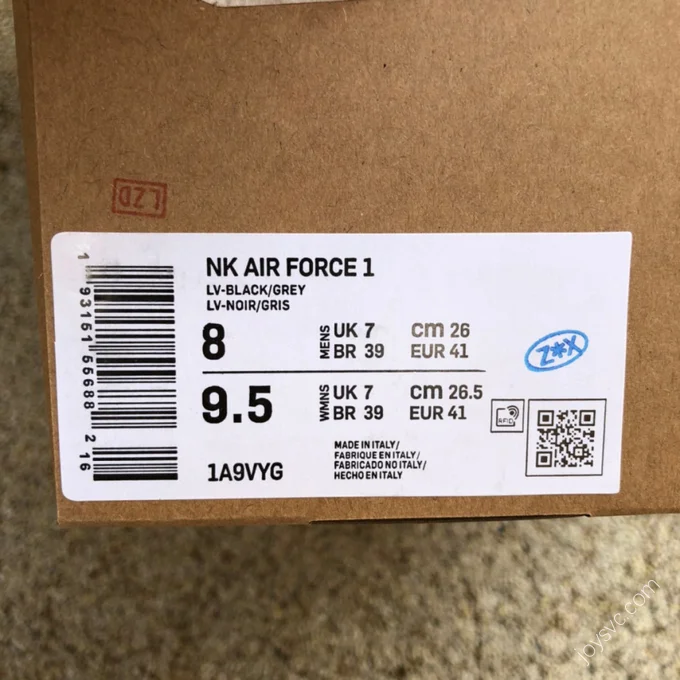 LZD
1 93161 66688 2 16
NK AIR FORCE 1
LV-BLACK/GREY
LV-NOIR/GRIS
8 MENS UK 7 cm 26
BR 39 EUR 41
9.5 WMNS UK 7 cm 26.5
BR 39 EUR 41
1A9VYG
MADE IN ITALY/
FABRIQUE EN ITALY/
FABRICADO NO ITALY/
HECHO EN ITALY
Z*X
RFID
joysvc.com